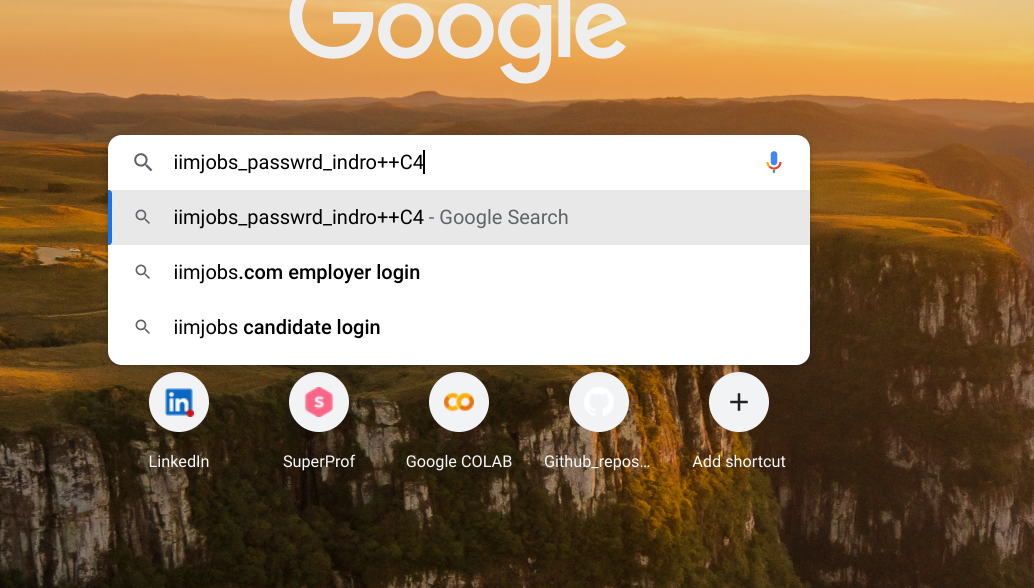 Google
iimjobs_passwrd_indro++C4
iimjobs_passwrd_indro++C4 - Google Search
iimjobs.com employer login
iimjobs candidate login
in S
LinkedIn SuperProf Google COLAB Github_repos... Add shortcut